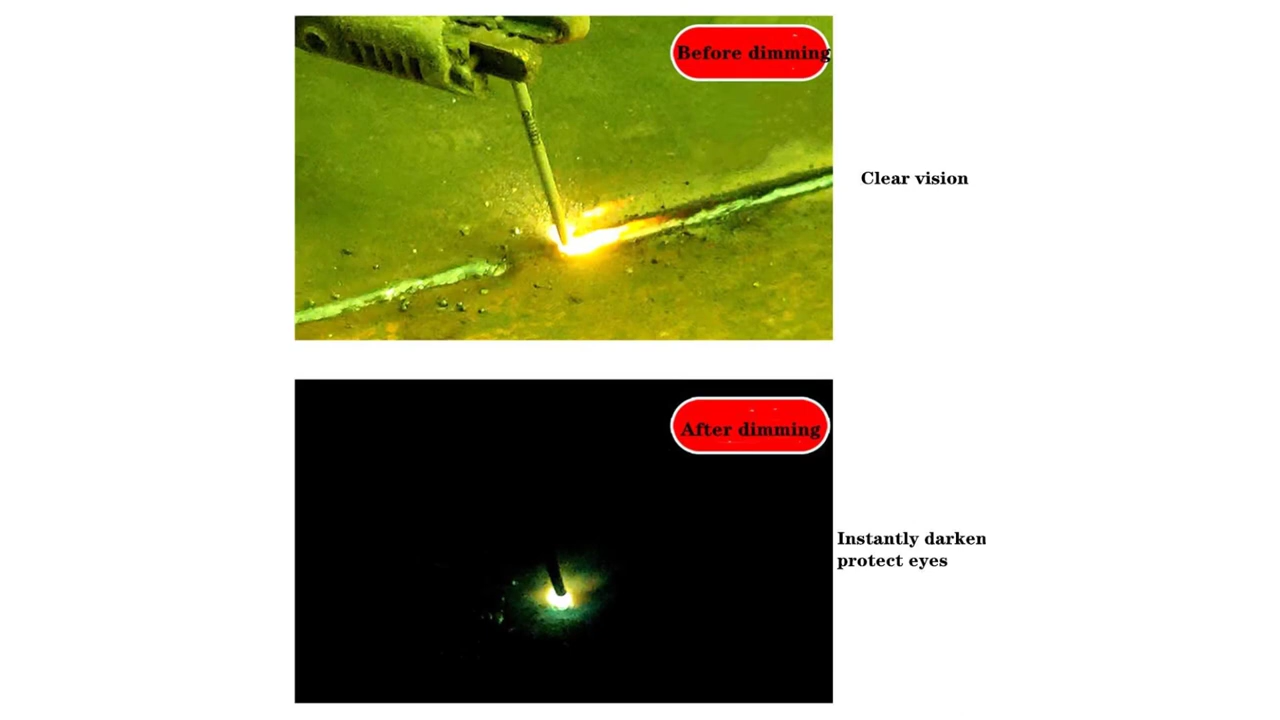 Before dimming
Clear vision
After dimming
Instantly darken
protect eyes